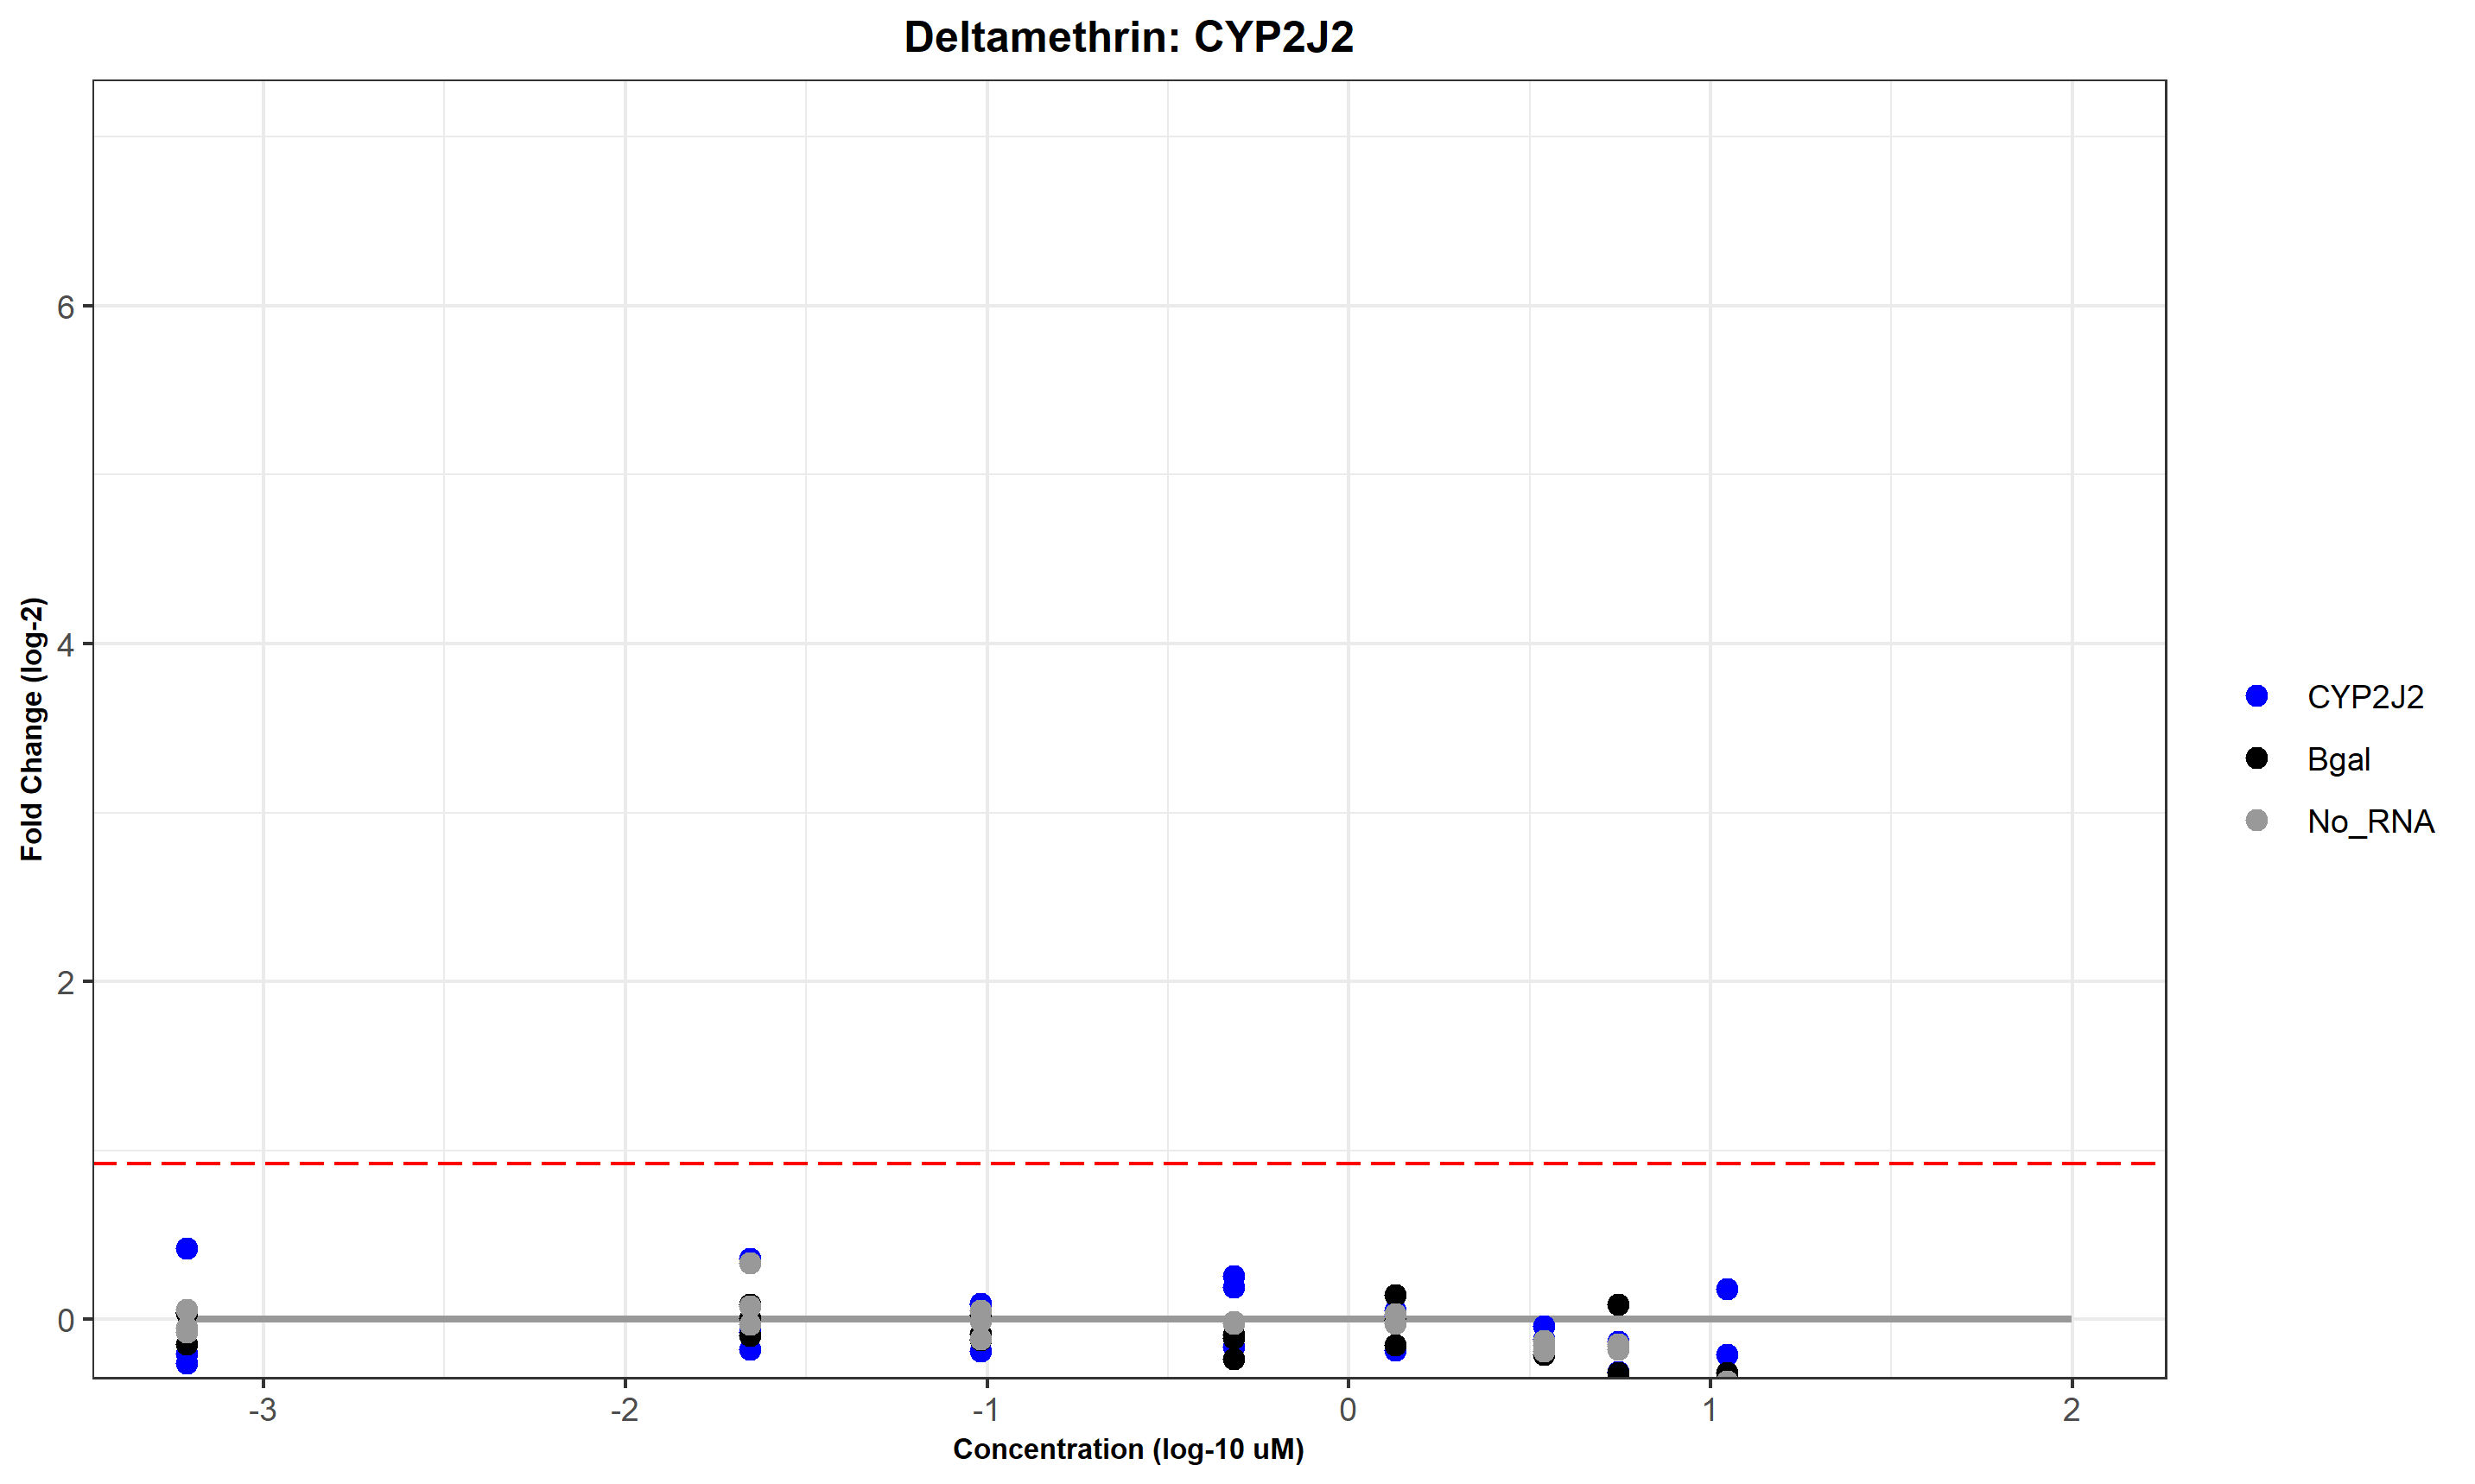 Deltamethrin: CYP2J2
Fold Change (log-2)
6
4
2
0
-3
-2
-1
0
1
2
Concentration (log-10 uM)
CYP2J2
Bgal
No_RNA